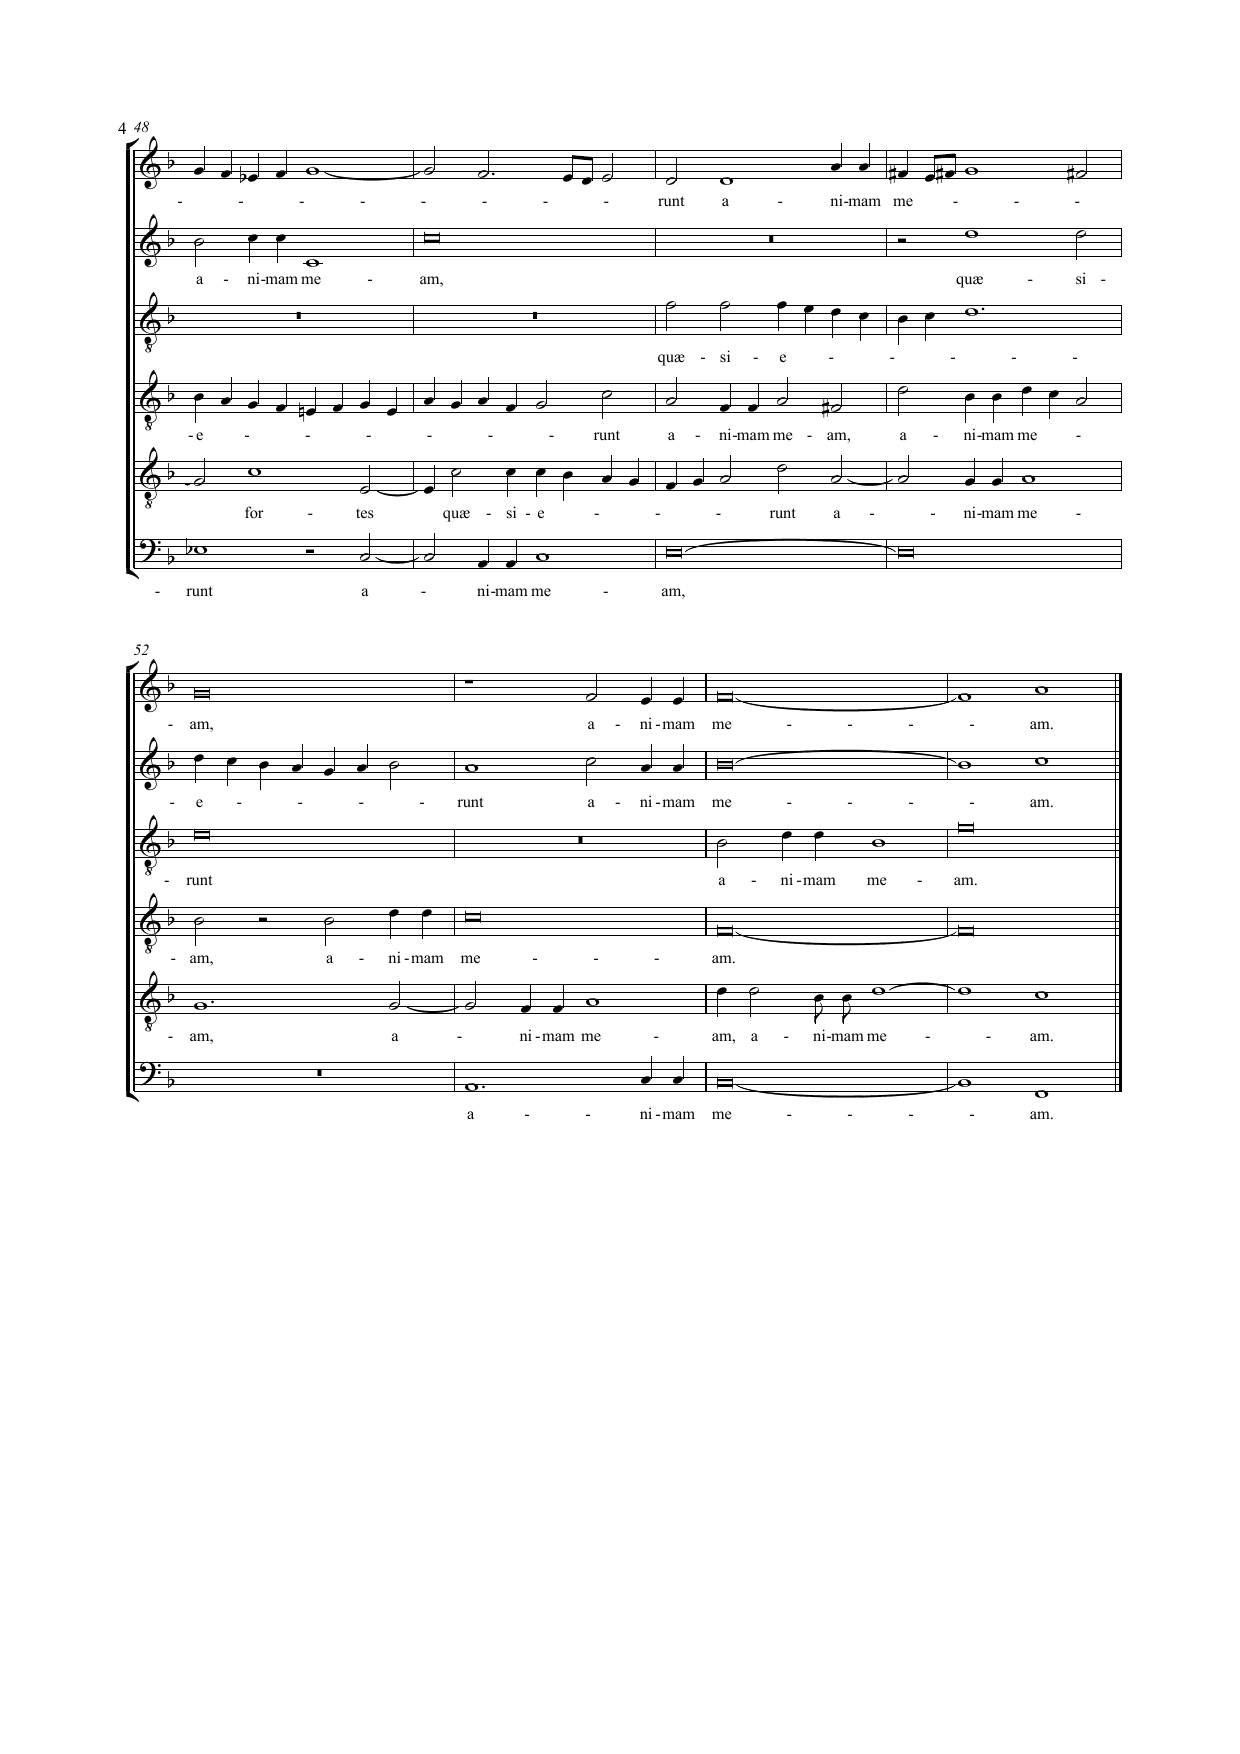 4 48
runt a - ni-mam me - - -
a - ni-mam me - am, quæ - si -
quæ - si - e - - - - - -
- e - - - - - - - - runt a - ni-mam me - am, a - ni-mam me - -
for - tes quæ - si - e - - - - runt a - - ni-mam me -
- runt a - ni-mam me - am,
52
- am, a - ni - mam me - - - am.
- e - - - - runt a - ni - mam me - - - am.
- runt a - ni - mam me - am.
- am, a - ni - mam me - - - am.
- am, a - ni - mam me - am, a - ni-mam me - - am.
a - - ni - mam me - - - - am.